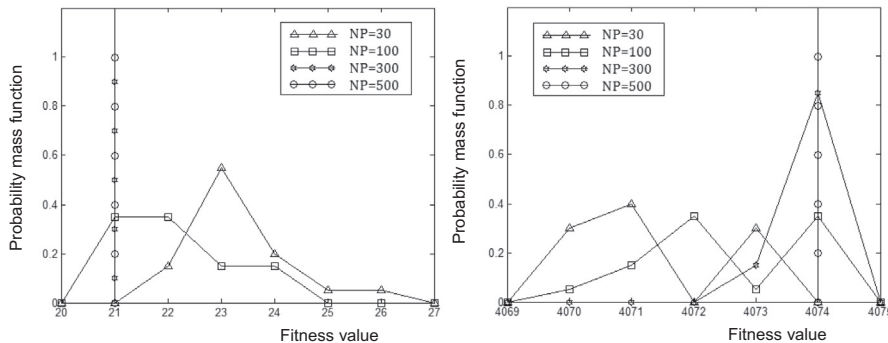 Probability mass function
1
0.8
0.6
0.4
0.2
0
20
21
22
23
24
25
26
27
Fitness value
NP=30
NP=100
NP=300
NP=500
Probability mass function
1
0.8
0.6
0.4
0.2
0
4069
4070
4071
4072
4073
4074
Fitness value
NP=30
NP=100
NP=300
NP=500